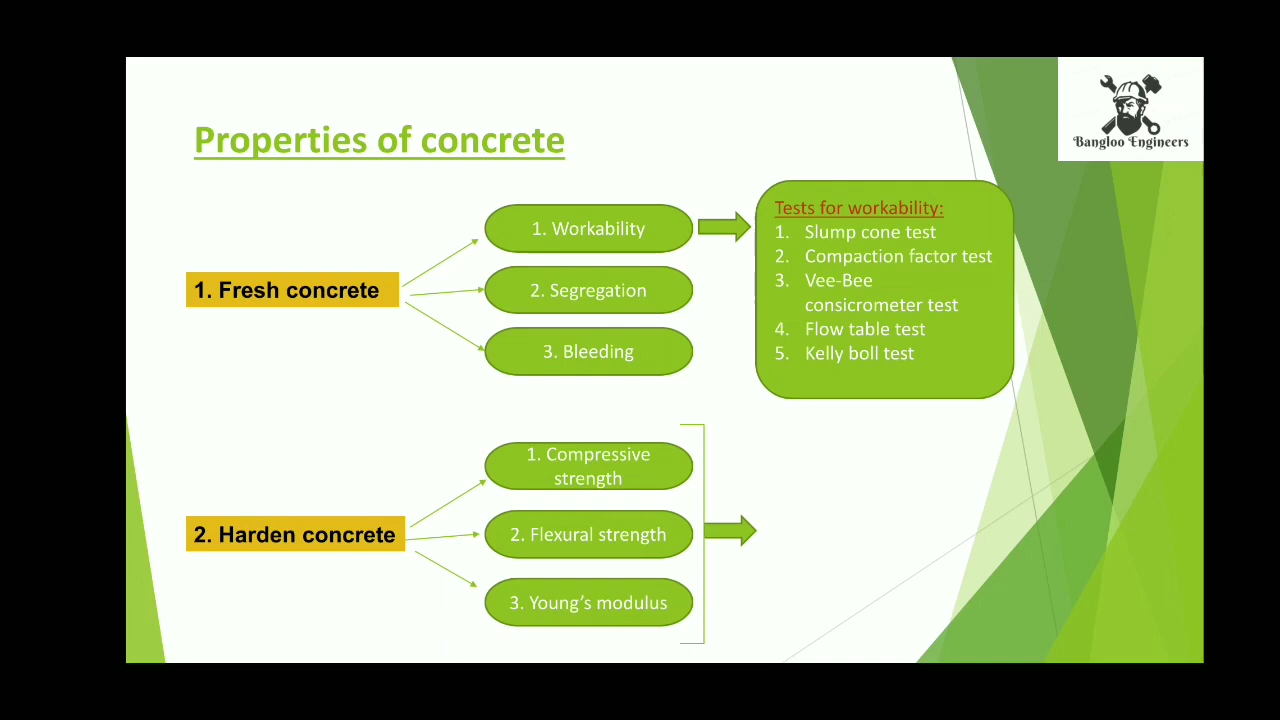 Properties of concrete
Bangloo Engineers
1. Fresh concrete
1. Workability
2. Segregation
3. Bleeding
Tests for workability:
1. Slump cone test
2. Compaction factor test
3. Vee-Bee
consicrometer test
4. Flow table test
5. Kelly boll test
2. Harden concrete
1. Compressive
strength
2. Flexural strength
3. Young's modulus